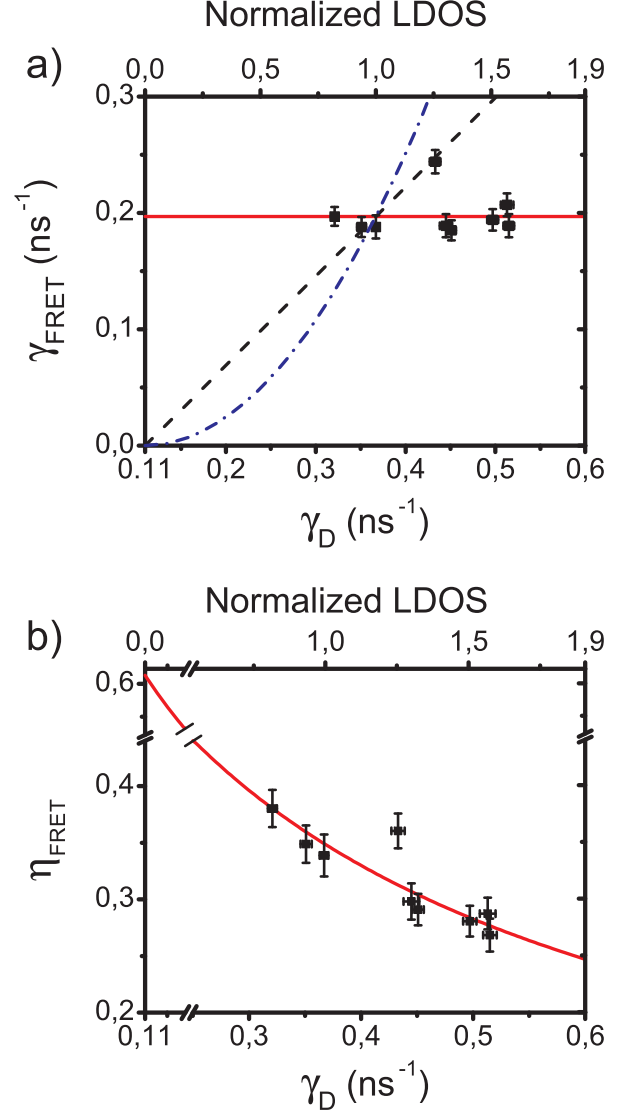 Normalized LDOS
a)
0,0 0,5 1,0 1,5 1,9
0,3
0,2
0,1
0,0
γFRET (ns-1)
0.11 0,2 0,3 0,4 0,5 0,6
γD (ns-1)
Normalized LDOS
b)
0,0 1,0 1,5 1,9
0,6
0,4
0,3
0,2
ηFRET
0,11 0,3 0,4 0,5 0,6
γD (ns-1)